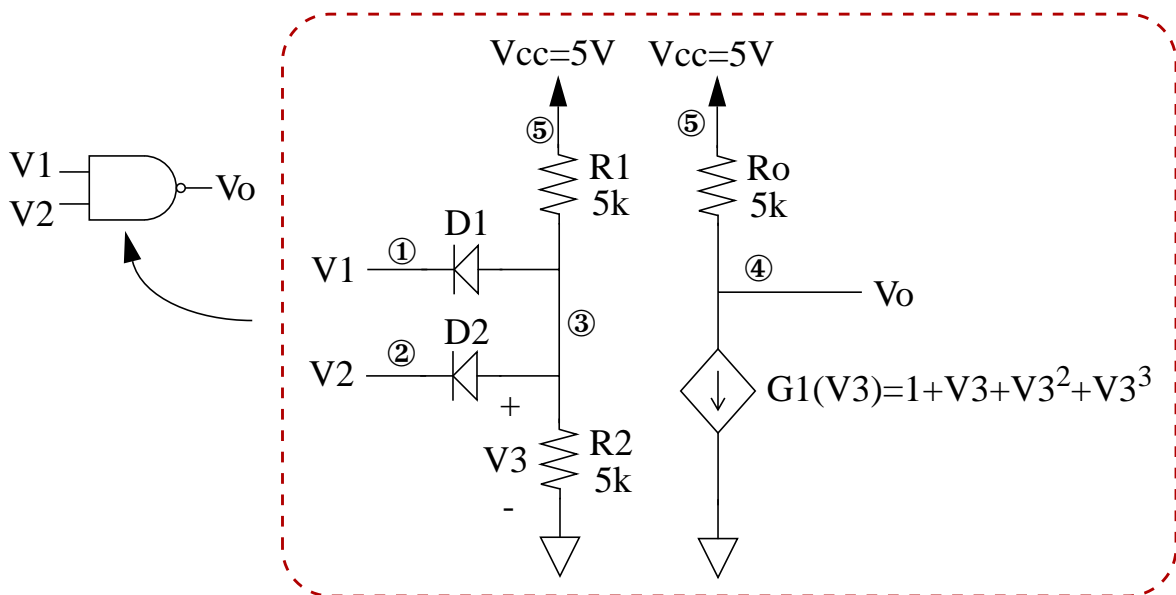 Vcc=5V Vcc=5V
⑤ ⑤
R1
5k
Ro
5k
V1
V2
Vo
D1
V1 ①
③
④
Vo
D2
V2 ②
+
V3
-
R2
5k
G1(V3)=1+V3+V3²+V3³